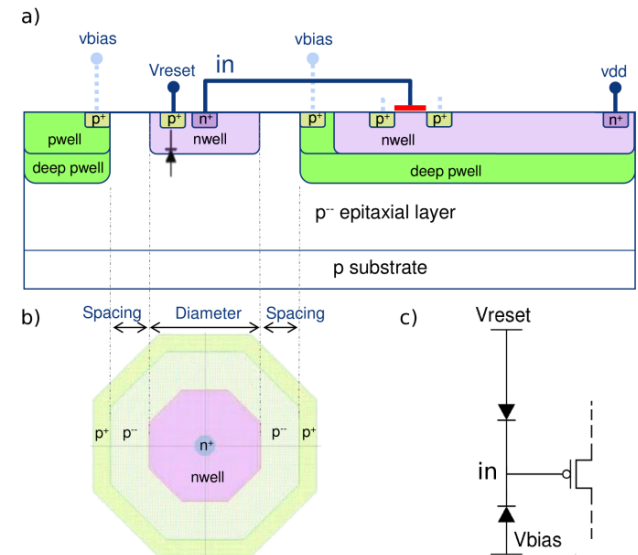 a)
vbias
Vreset
in
vbias
vdd
p⁺
p⁺
n⁺
p⁺
p⁺
p⁺
n⁺
pwell
nwell
nwell
deep pwell
deep pwell
p⁻⁻ epitaxial layer
p substrate
b)
Spacing
Diameter
Spacing
p⁺
p⁻⁻
n⁺
p⁻⁻
p⁺
nwell
c)
Vreset
in
Vbias